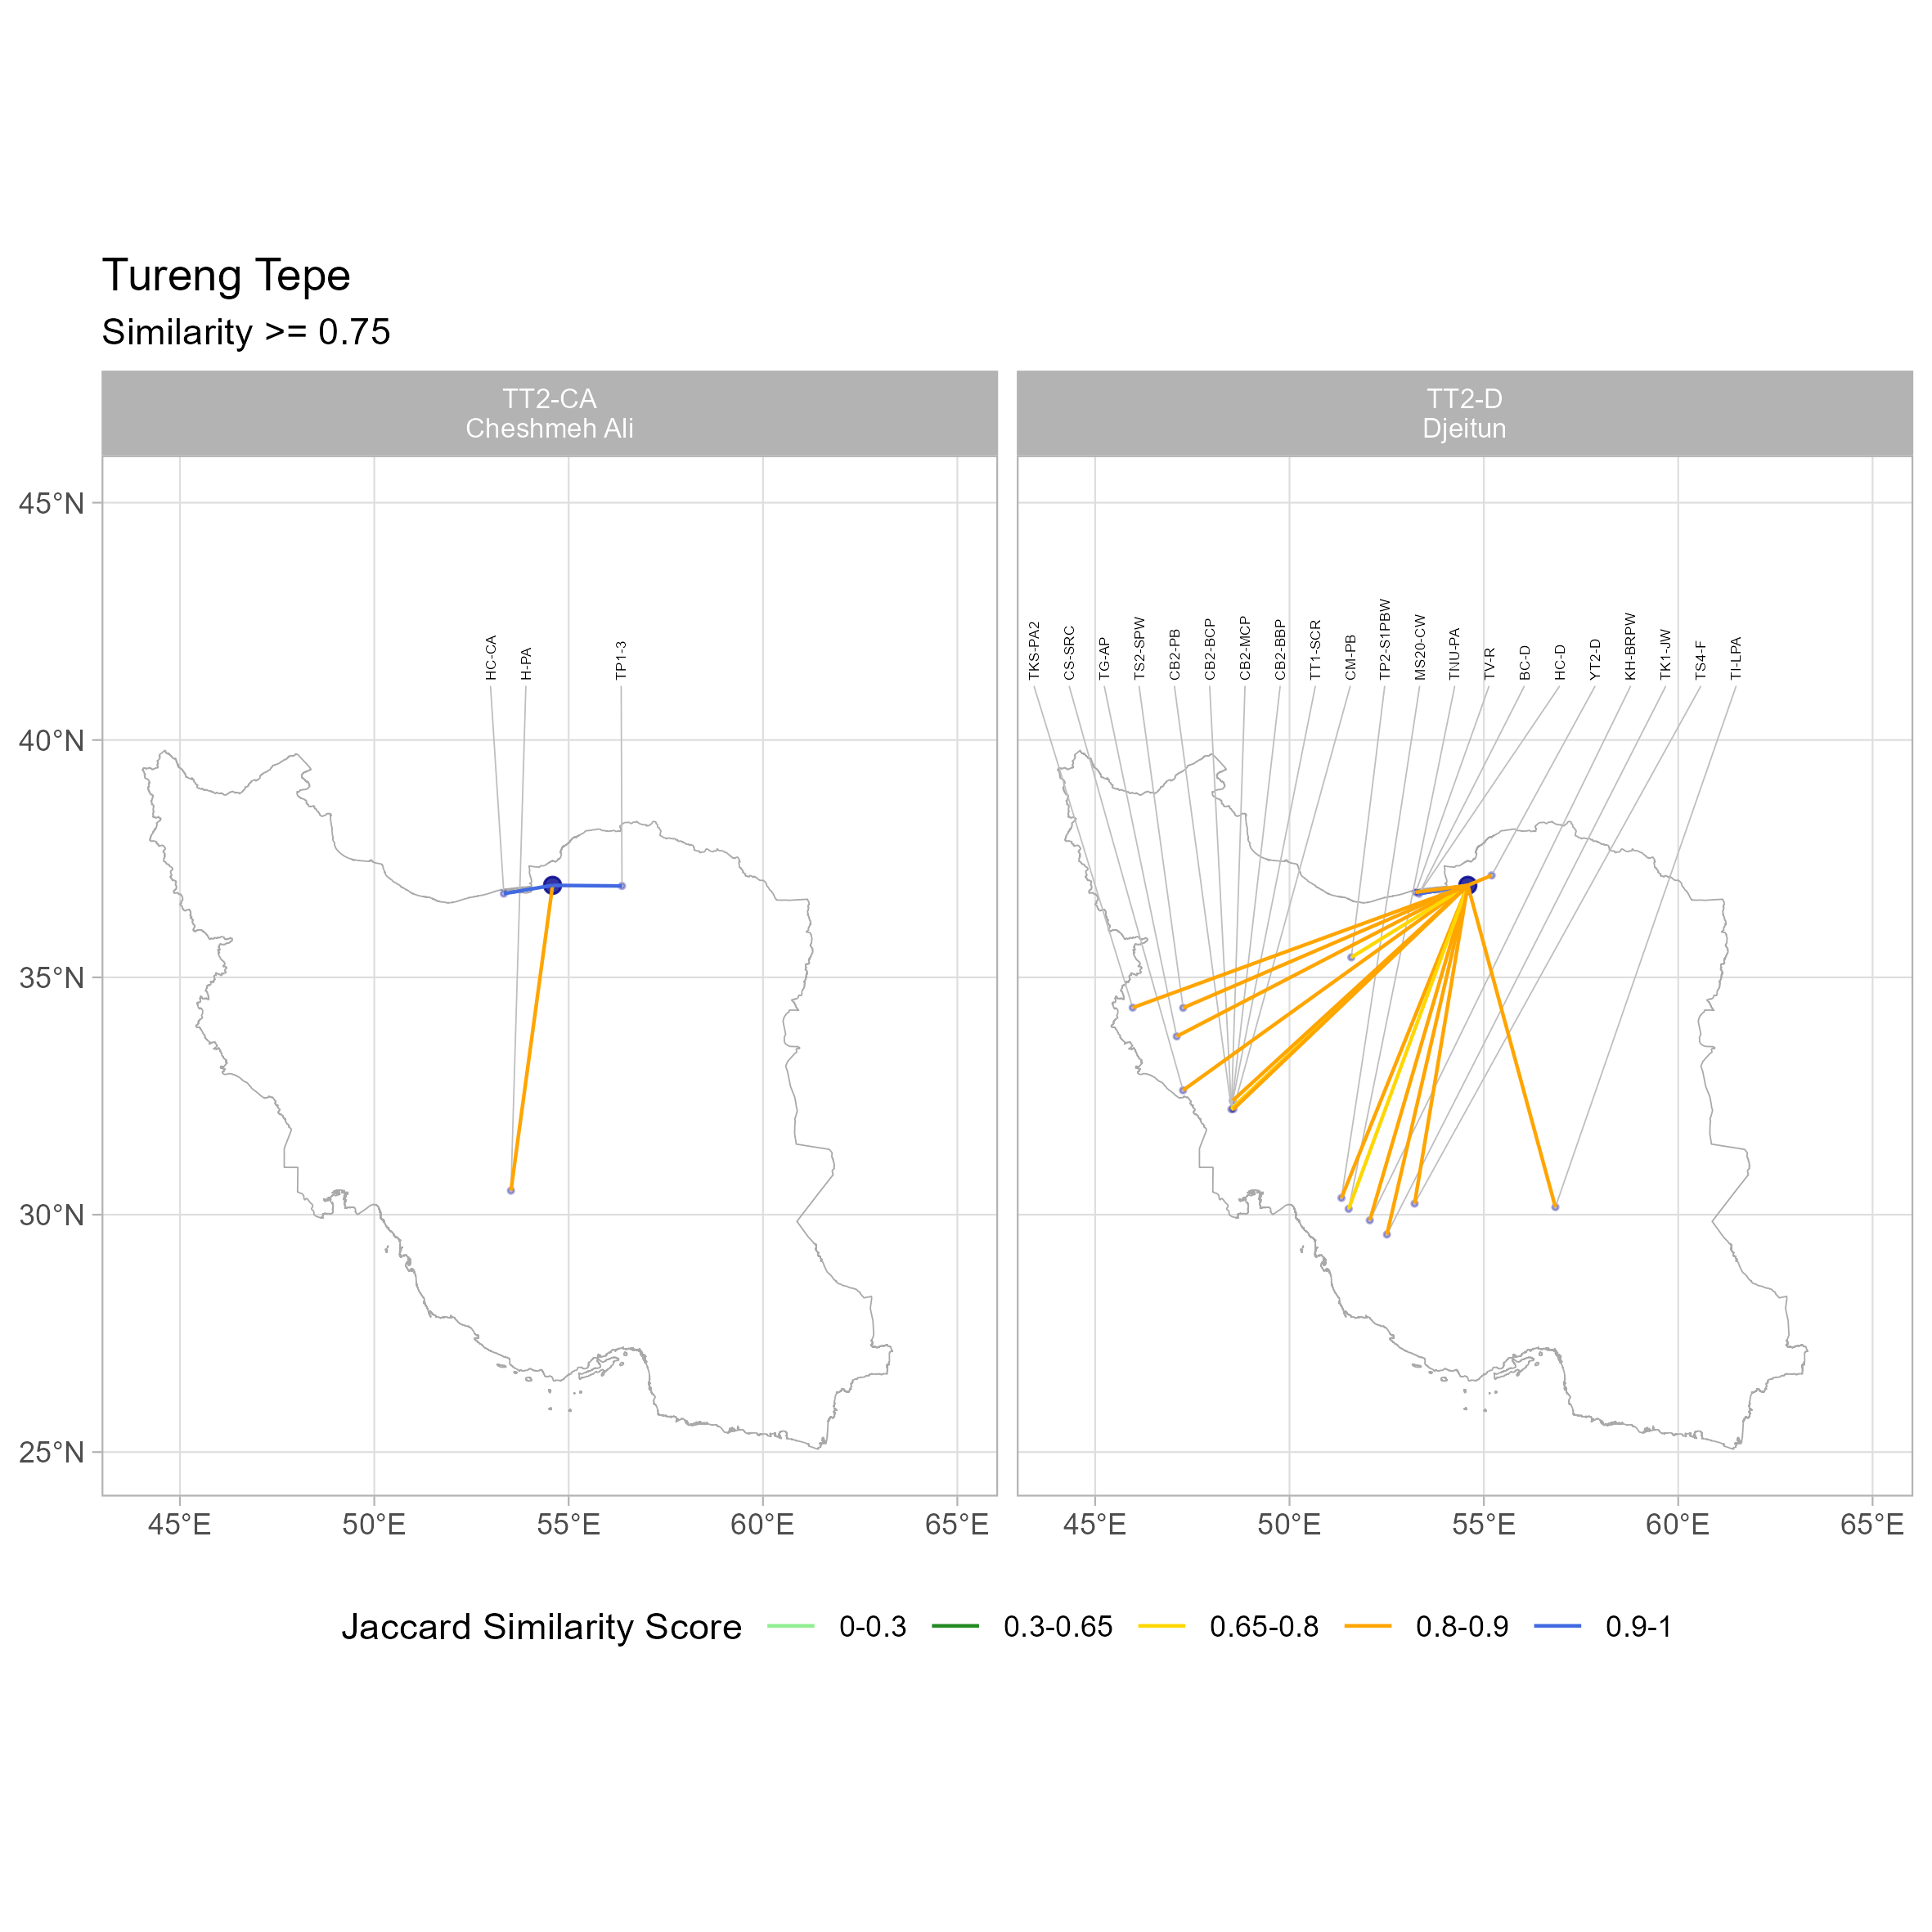 Tureng Tepe
Similarity >= 0.75
TT2-CA
Cheshmeh Ali
TT2-D
Djeitun
HC-CA
H-PA
TP1-3
TKS-PA2
CS-SRC
TG-AP
TS2-SPW
CB2-PB
CB2-BCP
CB2-MCP
CB2-BBP
TT1-SCR
CM-PB
TP2-S1PBW
MS20-CW
TNU-PA
TV-R
BC-D
HC-D
YT2-D
KH-BRPW
TK1-JW
TS4-F
TI-LPA
45°N
40°N
35°N
30°N
25°N
45°E 50°E 55°E 60°E 65°E
45°E 50°E 55°E 60°E 65°E
Jaccard Similarity Score 0-0.3 0.3-0.65 0.65-0.8 0.8-0.9 0.9-1